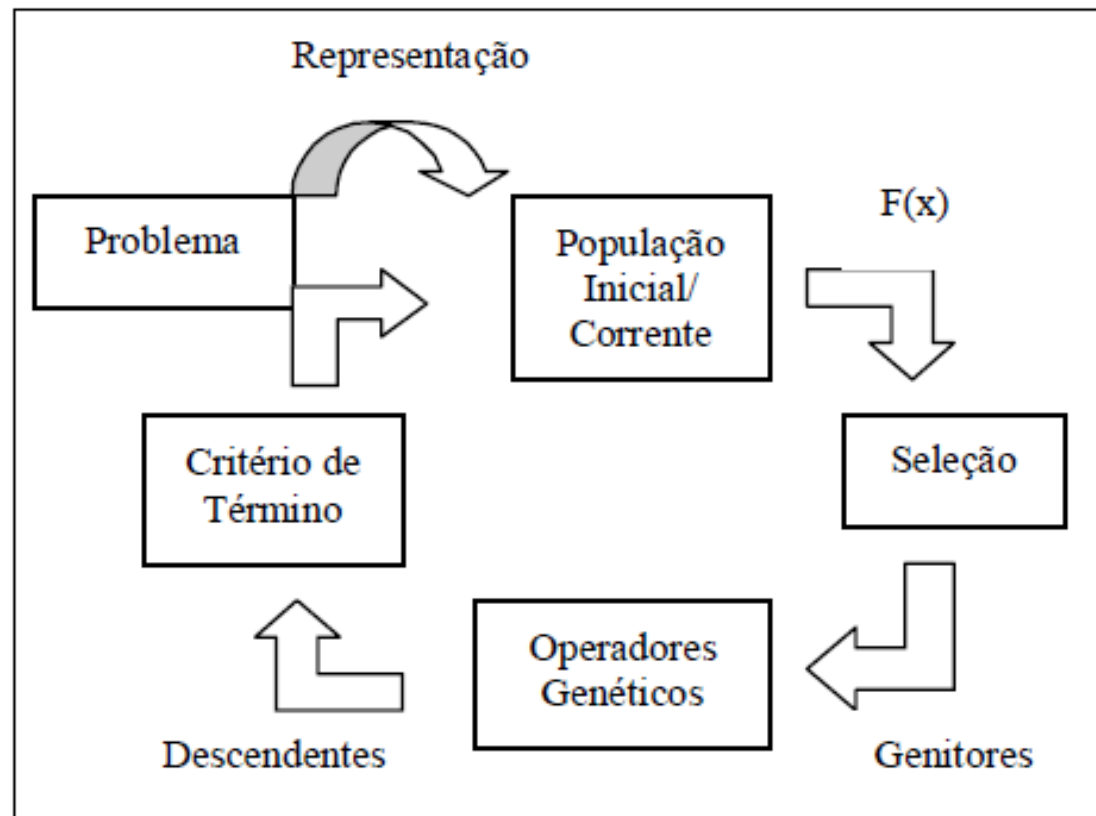 Representação
Problema
População
Inicial/
Corrente
F(x)
Seleção
Genitores
Operadores
Genéticos
Descendentes
Critério de
Término